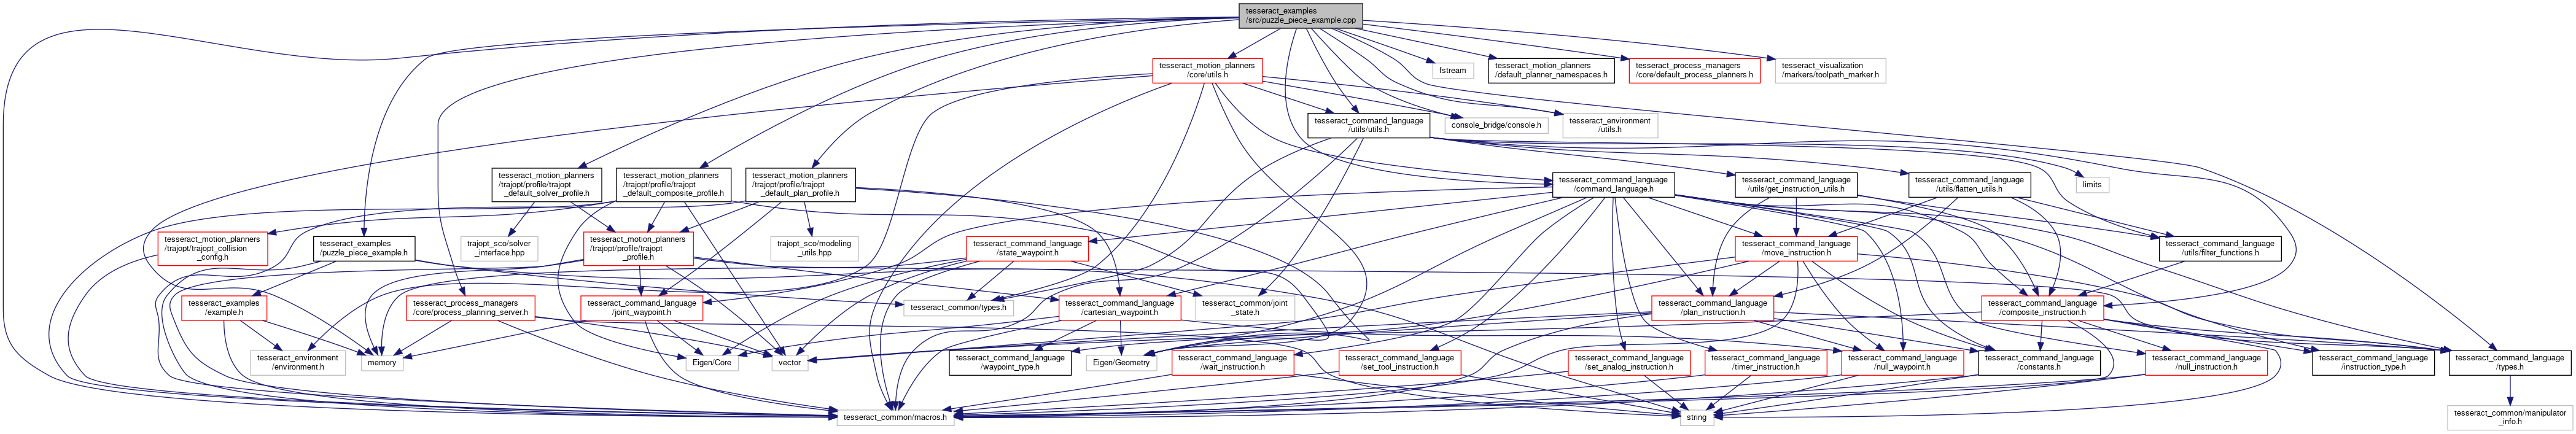 tesseract_examples
/src/puzzle_piece_example.cpp
tesseract_motion_planners
/core/utils.h
fstream
tesseract_motion_planners
/default_planner_namespaces.h
tesseract_process_managers
/core/default_process_planners.h
tesseract_visualization
/markers/toolpath_marker.h
tesseract_command_language
/utils/utils.h
console_bridge/console.h
tesseract_environment
/utils.h
tesseract_motion_planners
/trajopt/profile/trajopt
_default_solver_profile.h
tesseract_motion_planners
/trajopt/profile/trajopt
_default_composite_profile.h
tesseract_motion_planners
/trajopt/profile/trajopt
_default_plan_profile.h
tesseract_command_language
/command_language.h
tesseract_command_language
/utils/get_instruction_utils.h
tesseract_command_language
/utils/flatten_utils.h
limits
tesseract_motion_planners
/trajopt/trajopt_collision
_config.h
tesseract_examples
/puzzle_piece_example.h
trajopt_sco/solver
_interface.hpp
tesseract_motion_planners
/trajopt/profile/trajopt
_profile.h
trajopt_sco/modeling
_utils.hpp
tesseract_command_language
/state_waypoint.h
tesseract_command_language
/move_instruction.h
tesseract_command_language
/utils/filter_functions.h
tesseract_examples
/example.h
tesseract_process_managers
/core/process_planning_server.h
tesseract_command_language
/joint_waypoint.h
tesseract_common/types.h
tesseract_command_language
/cartesian_waypoint.h
tesseract_common/joint
_state.h
tesseract_command_language
/plan_instruction.h
tesseract_command_language
/composite_instruction.h
tesseract_environment
/environment.h
memory
Eigen/Core
vector
tesseract_command_language
/waypoint_type.h
Eigen/Geometry
tesseract_command_language
/wait_instruction.h
tesseract_command_language
/set_tool_instruction.h
tesseract_command_language
/set_analog_instruction.h
tesseract_command_language
/timer_instruction.h
tesseract_command_language
/null_waypoint.h
tesseract_command_language
/constants.h
tesseract_command_language
/null_instruction.h
tesseract_command_language
/instruction_type.h
tesseract_command_language
/types.h
tesseract_common/macros.h
string
tesseract_common/manipulator
_info.h